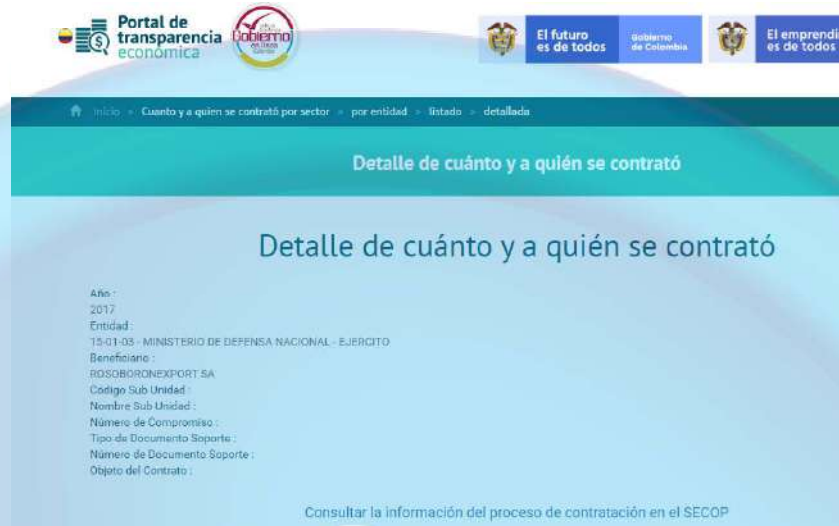 Portal de
transparencia
económica
Gobierno
en línea
El futuro
es de todos
Gobierno
de Colombia
El emprendi
es de todos
Inicio » Cuanto y a quien se contrató por sector » por entidad » listado » detallada
Detalle de cuánto y a quién se contrató
Detalle de cuánto y a quién se contrató
Año :
2017
Entidad :
15-01-03 - MINISTERIO DE DEFENSA NACIONAL - EJERCITO
Beneficiario :
ROSOBORONEXPORT SA
Código Sub Unidad :
Nombre Sub Unidad :
Número de Compromiso :
Tipo de Documento Soporte :
Número de Documento Soporte :
Objeto del Contrato :
Consultar la información del proceso de contratación en el SECOP